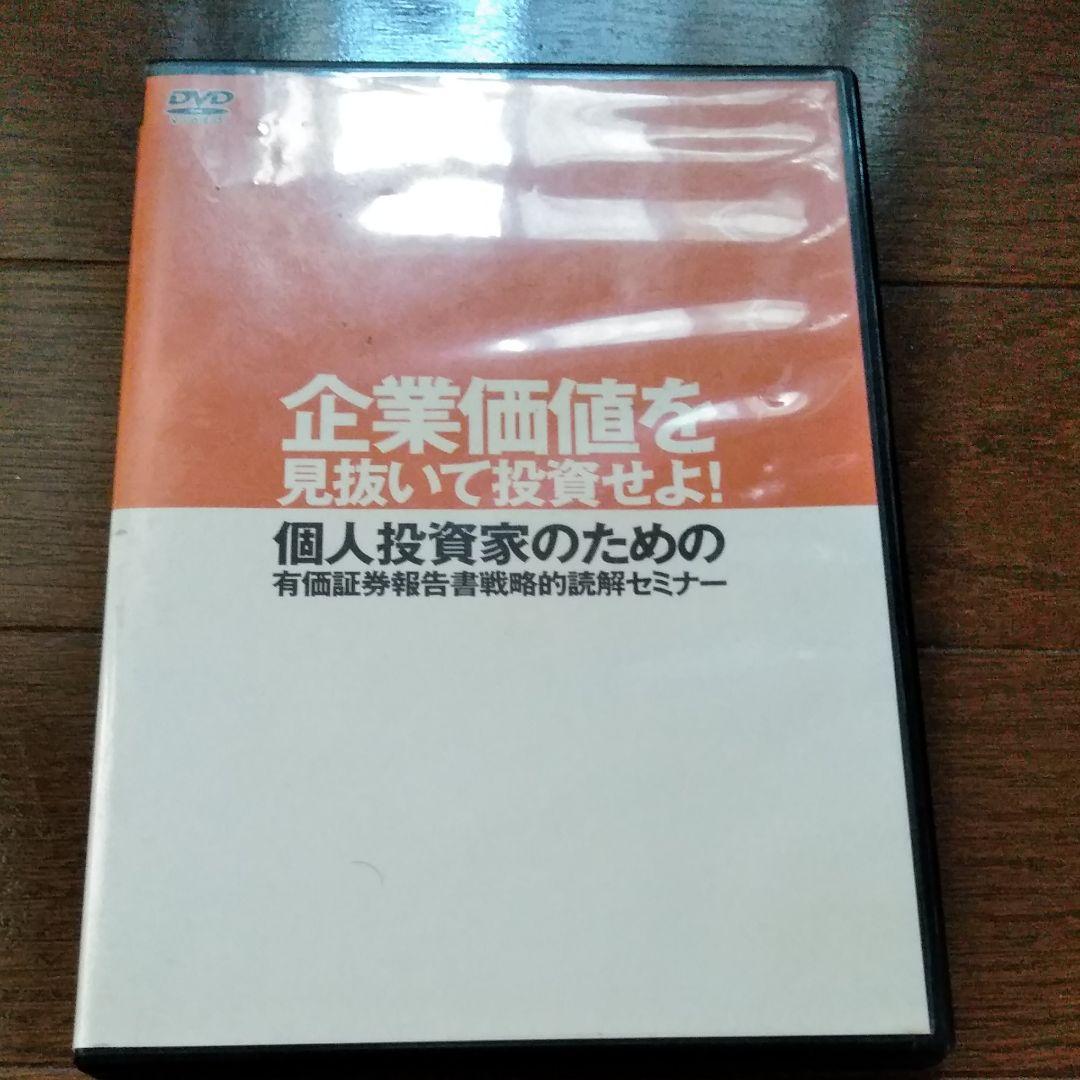 DVD
VIDEO
企業価値を
見抜いて投資せよ!
個人投資家のための
有価証券報告書戦略的読解セミナー